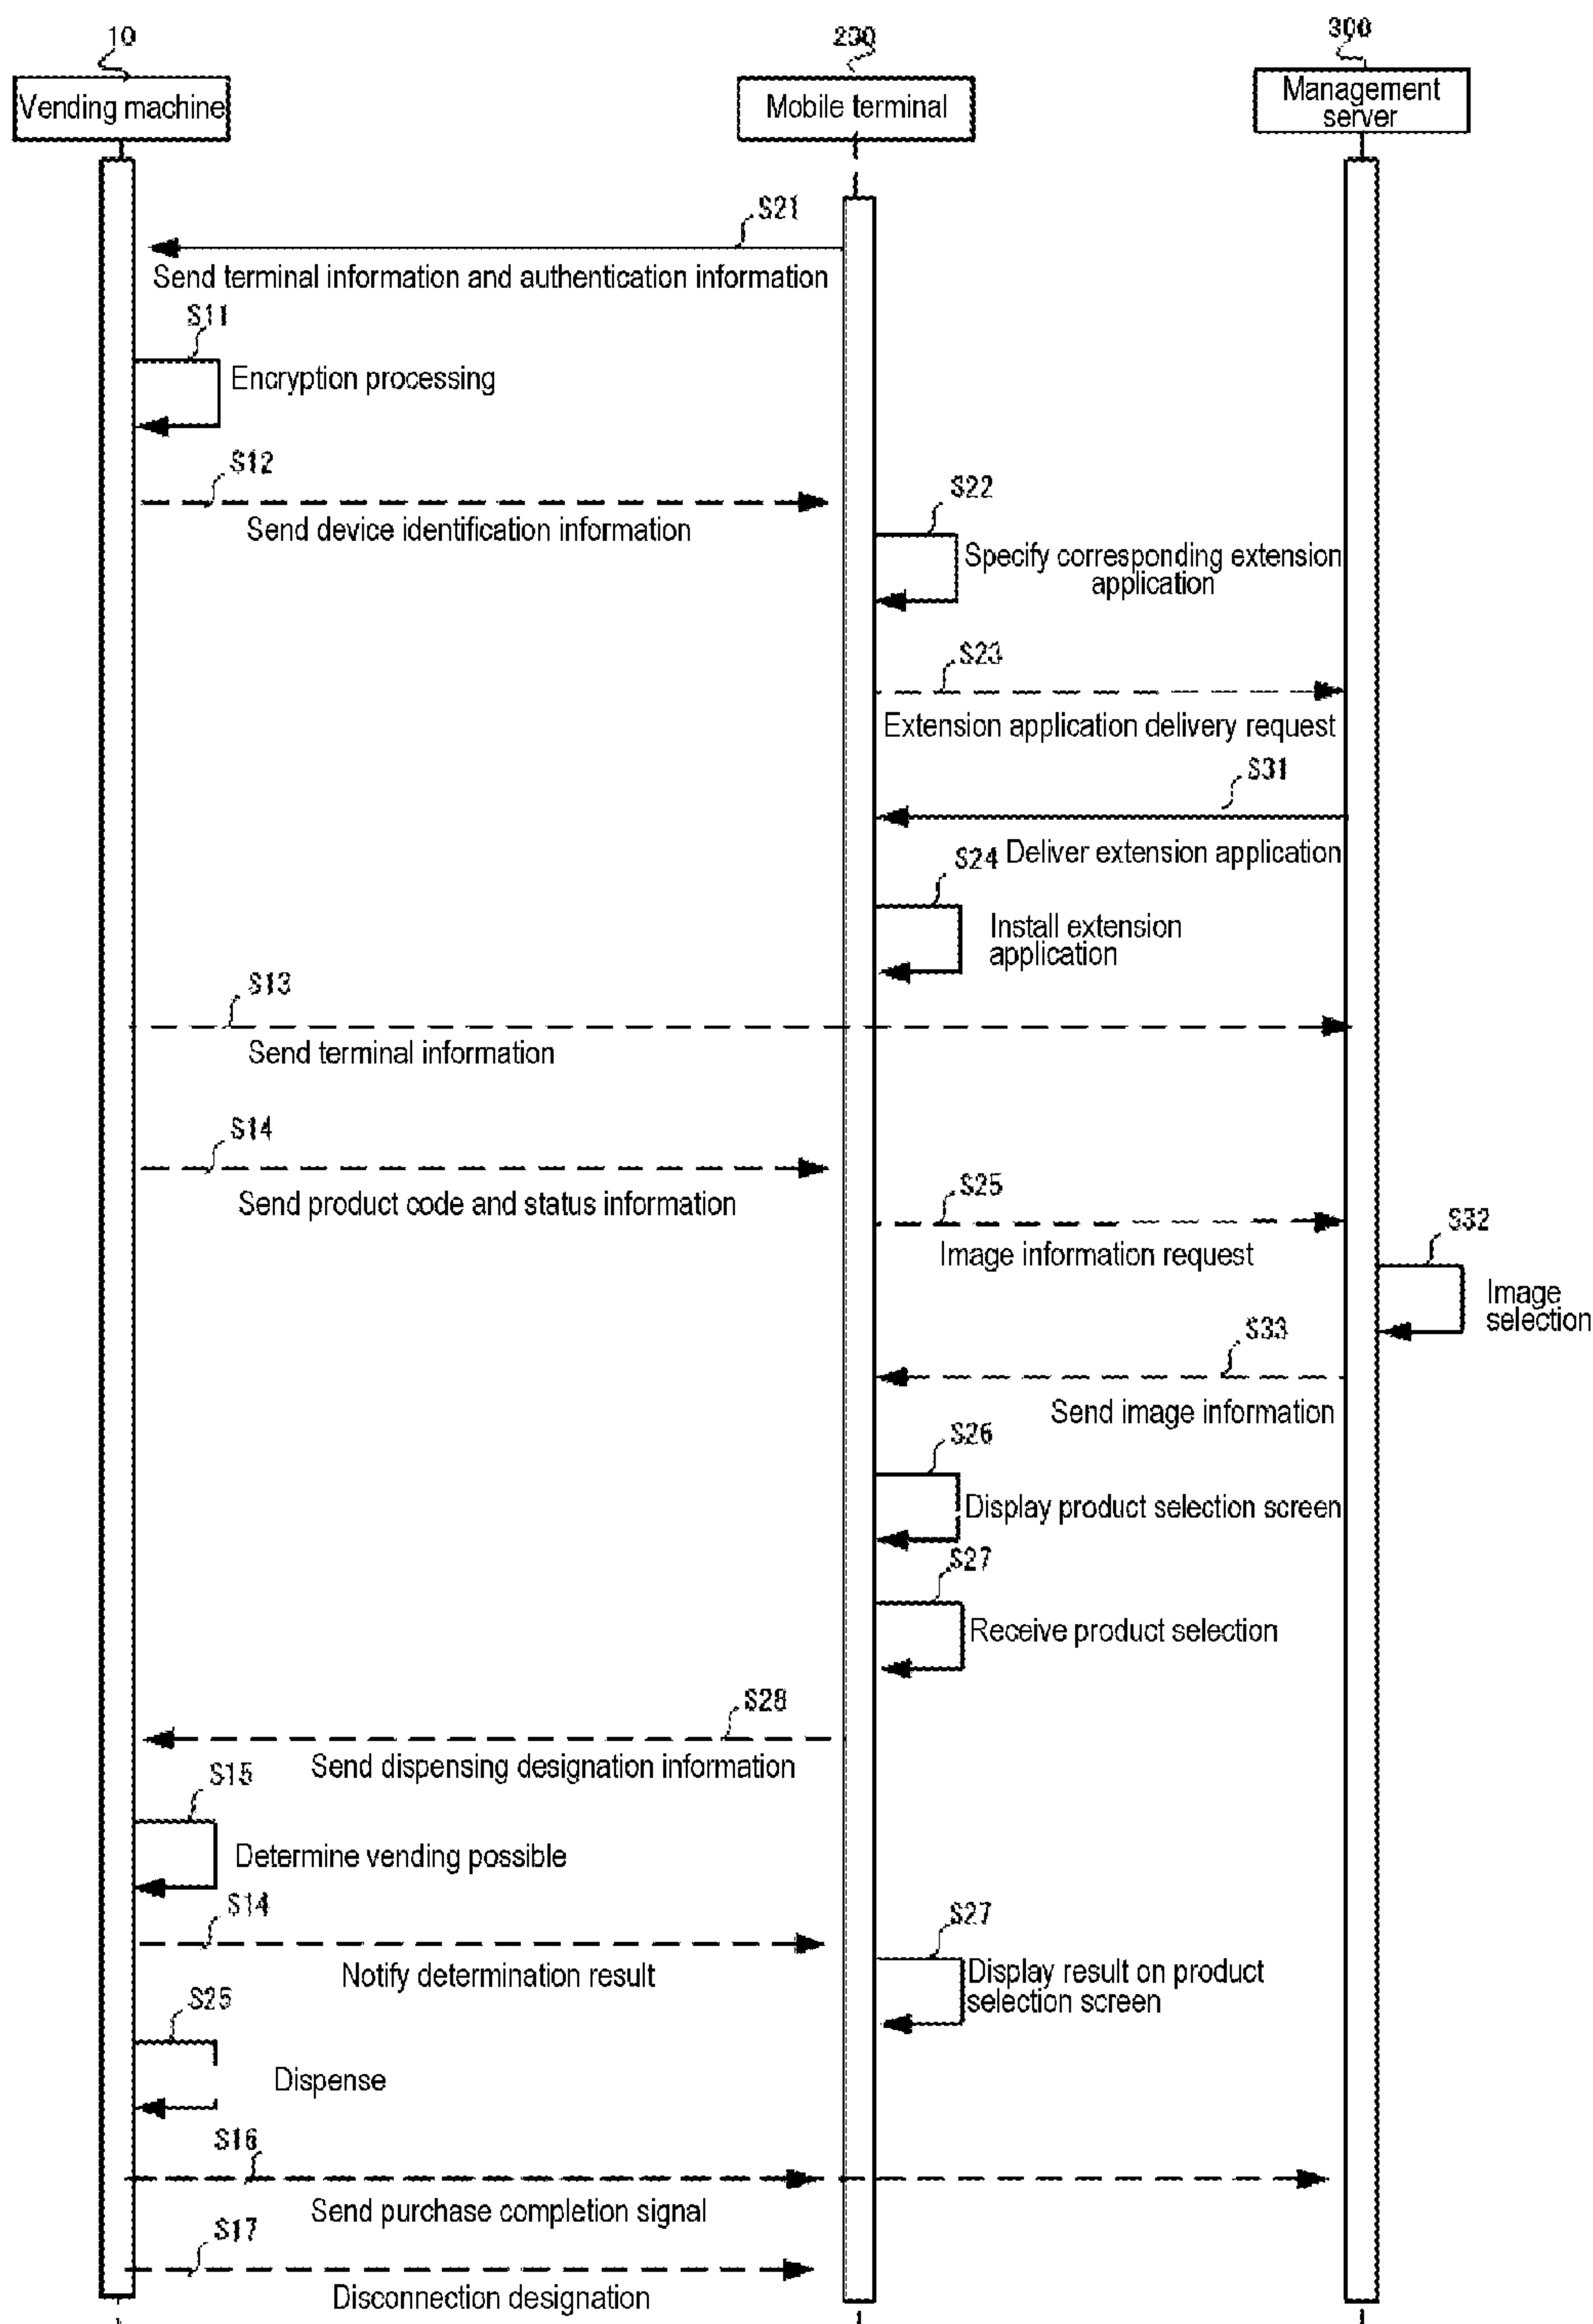 10
200
300
Vending machine
Mobile terminal
Management
server
S21
Send terminal information and authentication information
S11
Encryption processing
S12
Send device identification information
S22
Specify corresponding extension
application
S23
Extension application delivery request
S31
Deliver extension application
S24
Install extension
application
S13
Send terminal information
S14
Send product code and status information
S25
Image information request
S32
Image
selection
S33
Send image information
S26
Display product selection screen
S27
Receive product selection
S28
Send dispensing designation information
S15
Determine vending possible
S14
Notify determination result
S27
Display result on product
selection screen
S25
Dispense
S16
Send purchase completion signal
S17
Disconnection designation